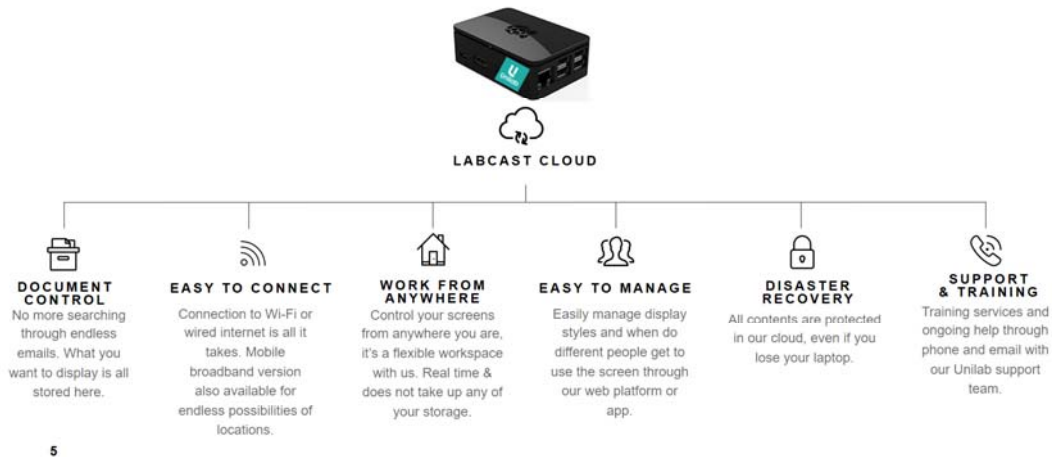 U
UNILAB
LABCAST CLOUD
DOCUMENT
CONTROL
No more searching
through endless
emails. What you
want to display is all
stored here.
EASY TO CONNECT
Connection to Wi-Fi or
wired internet is all it
takes. Mobile
broadband version
also available for
endless possibilities of
locations.
WORK FROM
ANYWHERE
Control your screens
from anywhere you are,
it's a flexible workspace
with us. Real time &
does not take up any of
your storage.
EASY TO MANAGE
Easily manage display
styles and when do
different people get to
use the screen through
our web platform or
app.
DISASTER
RECOVERY
All contents are protected
in our cloud, even if you
lose your laptop.
SUPPORT
& TRAINING
Training services and
ongoing help through
phone and email with
our Unilab support
team.
5